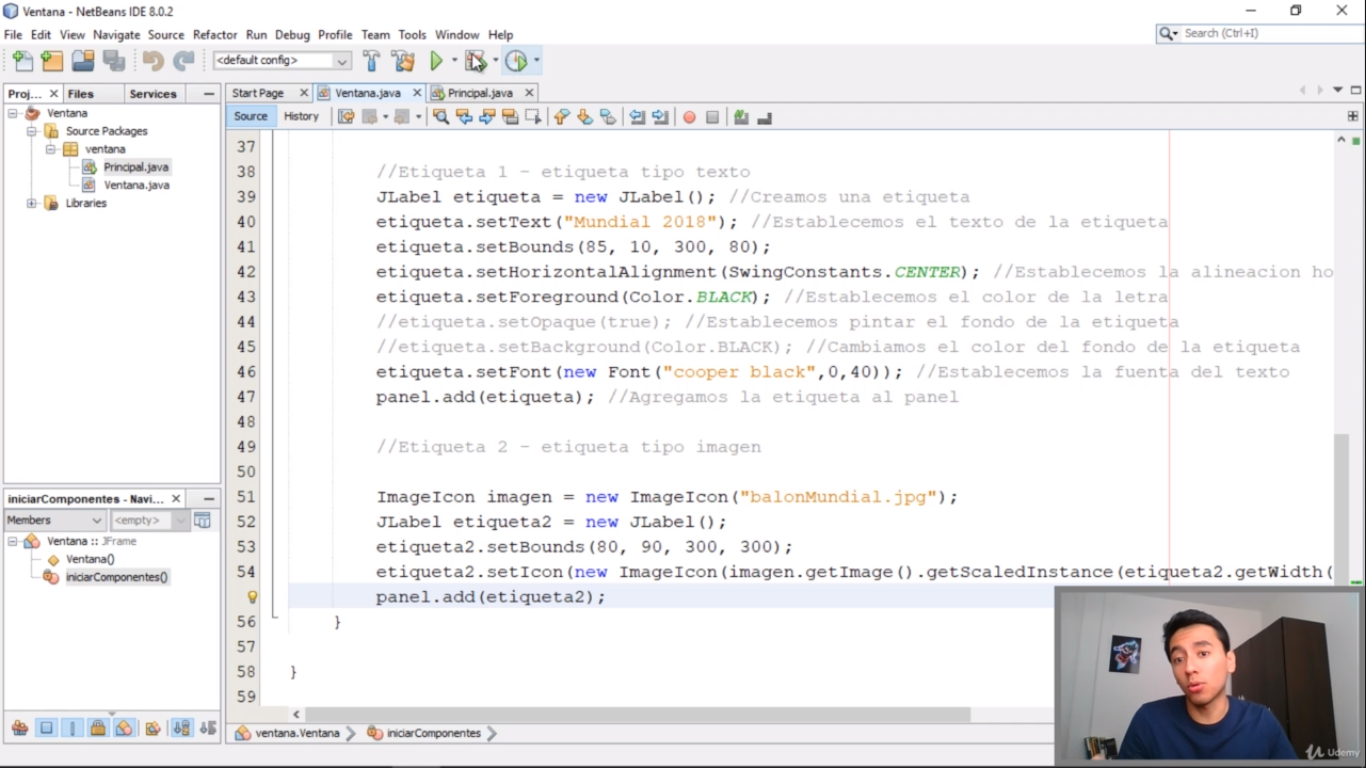 Ventana - NetBeans IDE 8.0.2
File Edit View Navigate Source Refactor Run Debug Profile Team Tools Window Help
Search (Ctrl+I)
<default config>
Proj... Files Services
Start Page Ventana.java Principal.java
Source History
Ventana
Source Packages
ventana
Principal.java
Ventana.java
Libraries
37
38 //Etiqueta 1 - etiqueta tipo texto
39 JLabel etiqueta = new JLabel(); //Creamos una etiqueta
40 etiqueta.setText("Mundial 2018"); //Establecemos el texto de la etiqueta
41 etiqueta.setBounds(85, 10, 300, 80);
42 etiqueta.setHorizontalAlignment(SwingConstants.CENTER); //Establecemos la alineacion ho
43 etiqueta.setForeground(Color.BLACK); //Establecemos el color de la letra
44 //etiqueta.setOpaque(true); //Establecemos pintar el fondo de la etiqueta
45 //etiqueta.setBackground(Color.BLACK); //Cambiamos el color del fondo de la etiqueta
46 etiqueta.setFont(new Font("cooper black",0,40)); //Establecemos la fuenta del texto
47 panel.add(etiqueta); //Agregamos la etiqueta al panel
48
49 //Etiqueta 2 - etiqueta tipo imagen
50
51 ImageIcon imagen = new ImageIcon("balonMundial.jpg");
52 JLabel etiqueta2 = new JLabel();
53 etiqueta2.setBounds(80, 90, 300, 300);
54 etiqueta2.setIcon(new ImageIcon(imagen.getImage().getScaledInstance(etiqueta2.getWidth(
panel.add(etiqueta2);
56 }
57
58 }
59
iniciarComponentes - Navi...
Members <empty>
Ventana :: JFrame
Ventana()
iniciarComponentes()
ventana.Ventana iniciarComponentes
Udemy